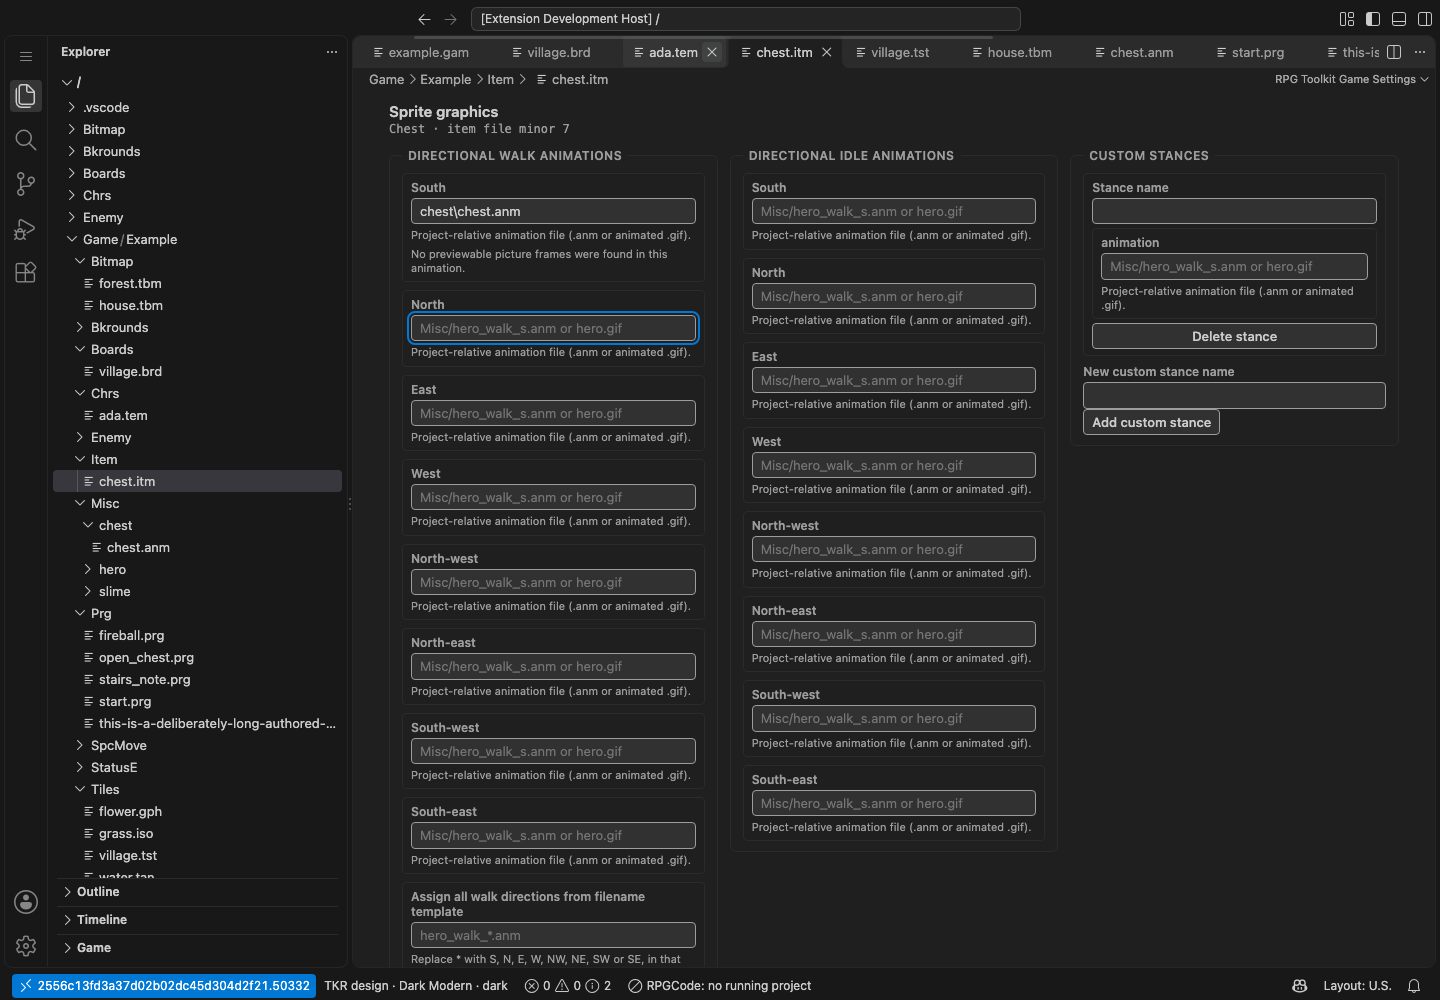 [Extension Development Host] /
Explorer
/
.vscode
Bitmap
Bkrounds
Boards
Chrs
Enemy
Game / Example
Bitmap
forest.tbm
house.tbm
Bkrounds
Boards
village.brd
Chrs
ada.tem
Enemy
Item
chest.itm
Misc
chest
chest.anm
hero
slime
Prg
fireball.prg
open_chest.prg
stairs_note.prg
start.prg
this-is-a-deliberately-long-authored-...
SpcMove
StatusE
Tiles
flower.gph
grass.iso
village.tst
water.tan
Outline
Timeline
Game
example.gam
village.brd
ada.tem
chest.itm
village.tst
house.tbm
chest.anm
start.prg
this-is
Game > Example > Item > chest.itm
RPG Toolkit Game Settings
Sprite graphics
Chest · item file minor 7
DIRECTIONAL WALK ANIMATIONS
South
chest\chest.anm
Project-relative animation file (.anm or animated .gif).
No previewable picture frames were found in this
animation.
North
Misc/hero_walk_s.anm or hero.gif
Project-relative animation file (.anm or animated .gif).
East
Misc/hero_walk_s.anm or hero.gif
Project-relative animation file (.anm or animated .gif).
West
Misc/hero_walk_s.anm or hero.gif
Project-relative animation file (.anm or animated .gif).
North-west
Misc/hero_walk_s.anm or hero.gif
Project-relative animation file (.anm or animated .gif).
North-east
Misc/hero_walk_s.anm or hero.gif
Project-relative animation file (.anm or animated .gif).
South-west
Misc/hero_walk_s.anm or hero.gif
Project-relative animation file (.anm or animated .gif).
South-east
Misc/hero_walk_s.anm or hero.gif
Project-relative animation file (.anm or animated .gif).
Assign all walk directions from filename
template
hero_walk_*.anm
Replace * with S, N, E, W, NW, NE, SW or SE, in that
DIRECTIONAL IDLE ANIMATIONS
South
Misc/hero_walk_s.anm or hero.gif
Project-relative animation file (.anm or animated .gif).
North
Misc/hero_walk_s.anm or hero.gif
Project-relative animation file (.anm or animated .gif).
East
Misc/hero_walk_s.anm or hero.gif
Project-relative animation file (.anm or animated .gif).
West
Misc/hero_walk_s.anm or hero.gif
Project-relative animation file (.anm or animated .gif).
North-west
Misc/hero_walk_s.anm or hero.gif
Project-relative animation file (.anm or animated .gif).
North-east
Misc/hero_walk_s.anm or hero.gif
Project-relative animation file (.anm or animated .gif).
South-west
Misc/hero_walk_s.anm or hero.gif
Project-relative animation file (.anm or animated .gif).
South-east
Misc/hero_walk_s.anm or hero.gif
Project-relative animation file (.anm or animated .gif).
CUSTOM STANCES
Stance name
animation
Misc/hero_walk_s.anm or hero.gif
Project-relative animation file (.anm or animated
.gif).
Delete stance
New custom stance name
Add custom stance
2556c13fd3a37d02b02dc45d304d2f21.50332
TKR design · Dark Modern · dark
0
0
2
RPGCode: no running project
Layout: U.S.